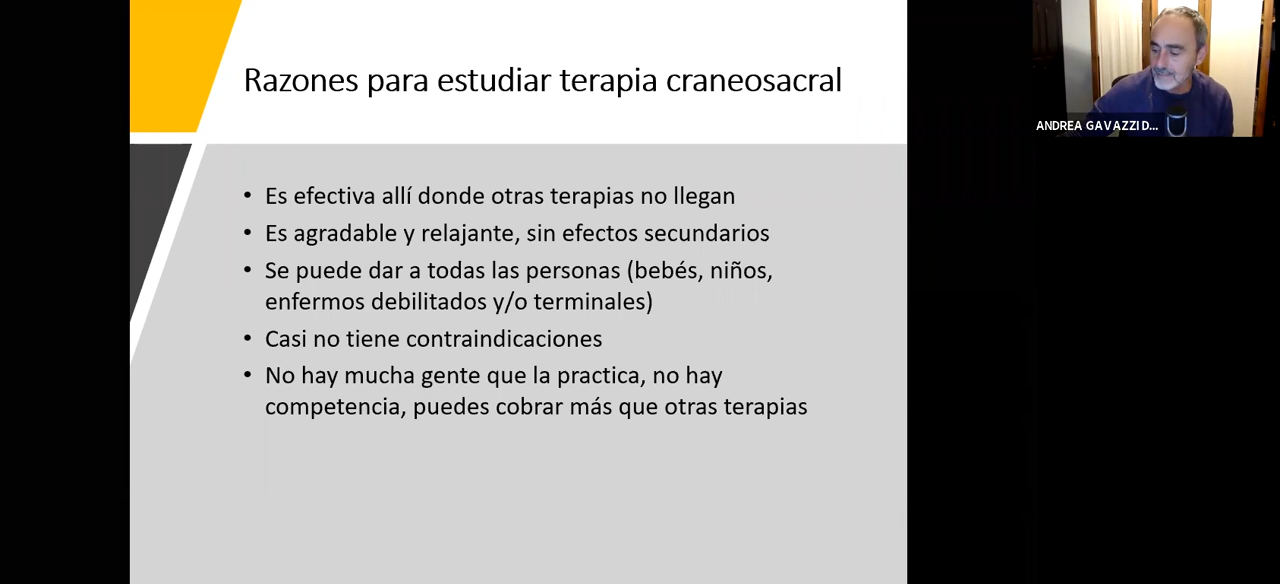 Razones para estudiar terapia craneosacral
ANDREA GAVAZZI D...
• Es efectiva allí donde otras terapias no llegan
• Es agradable y relajante, sin efectos secundarios
• Se puede dar a todas las personas (bebés, niños,
enfermos debilitados y/o terminales)
• Casi no tiene contraindicaciones
• No hay mucha gente que la practica, no hay
competencia, puedes cobrar más que otras terapias